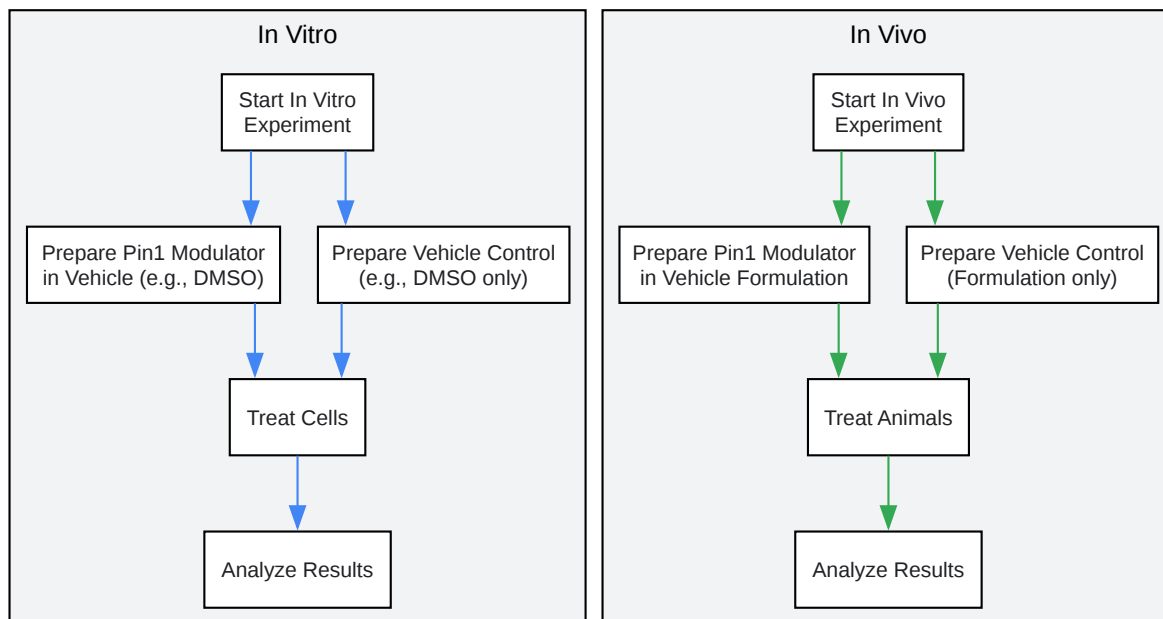 In Vitro
Start In Vitro
Experiment
Prepare Pin1 Modulator
in Vehicle (e.g., DMSO)
Prepare Vehicle Control
(e.g., DMSO only)
Treat Cells
Analyze Results
In Vivo
Start In Vivo
Experiment
Prepare Pin1 Modulator
in Vehicle Formulation
Prepare Vehicle Control
(Formulation only)
Treat Animals
Analyze Results